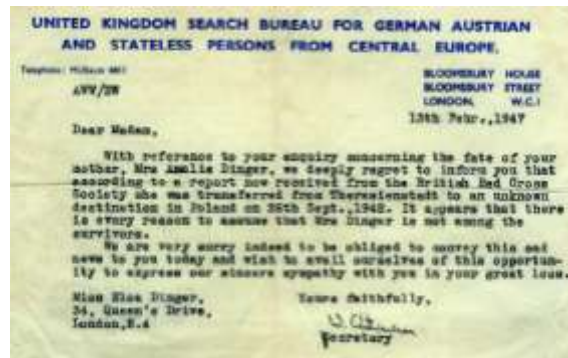 UNITED KINGDOM SEARCH BUREAU FOR GERMAN AUSTRIAN
AND STATELESS PERSONS FROM CENTRAL EUROPE.
Telephone:
BLOOMSBURY HOUSE
BLOOMSBURY STREET
LONDON, W.C.1
13th Febr.,1947
Dear Madam,
With reference to your enquiry concerning the fate of your
mother, Mrs Amalie Dinger, we deeply regret to inform you that
according to a report now received from the British Red Cross
Society she was transferred from Theresienstadt to an unknown
destination in Poland on Sept.,1942. It appears that there
is every reason to assume that Mrs Dinger is not among the
survivors.
We are very sorry indeed to be obliged to convey this sad
news to you today and wish to avail ourselves of this opportun-
ity to express our sincere sympathy with you in your great loss.
Miss Elsa Dinger,
34, Queen's Drive,
London,N.4
Yours faithfully,
Secretary